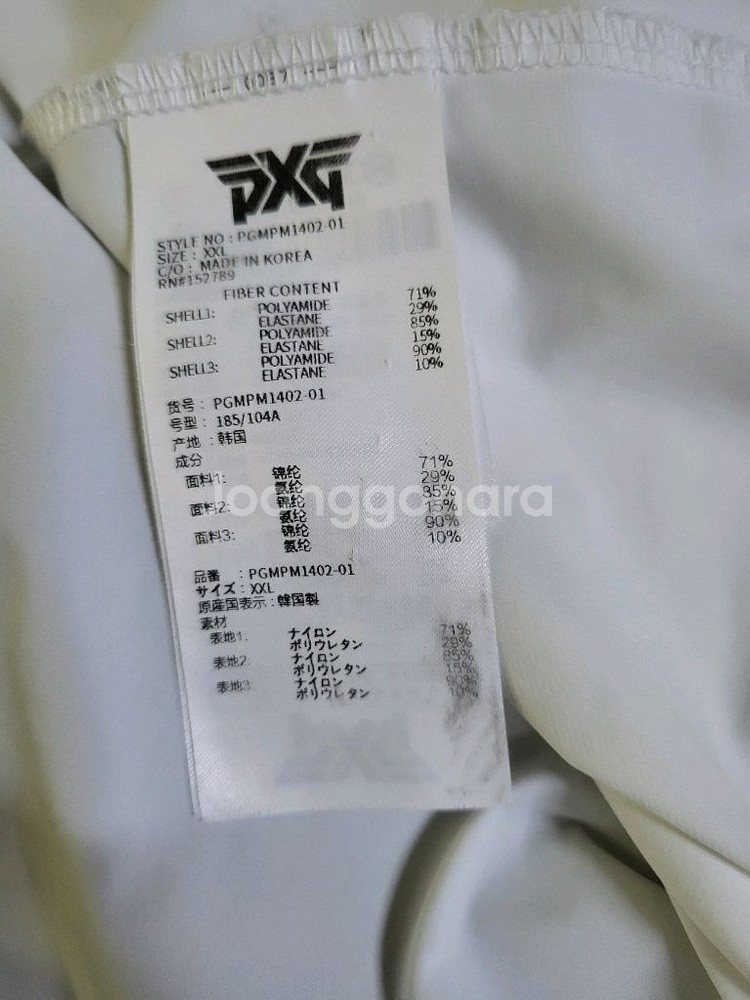 PXG
STYLE NO : PGMPM1402-01
SIZE : XXL
C/O : MADE IN KOREA
RN#152789
FIBER CONTENT
SHELL1: POLYAMIDE 71%
ELASTANE 29%
SHELL2: POLYAMIDE 85%
ELASTANE 15%
SHELL3: POLYAMIDE 90%
ELASTANE 10%
货号 : PGMPM1402-01
号型 : 185/104A
产地 : 韩国
成分
面料1: 锦纶 71%
氨纶 29%
面料2: 锦纶 85%
氨纶 15%
面料3: 锦纶 90%
氨纶 10%
joonggonara
品番 : PGMPM1402-01
サイズ : XXL
原産国表示 : 韓国製
素材
表地1: ナイロン 71%
ポリウレタン 29%
表地2: ナイロン 85%
ポリウレタン 15%
表地3: ナイロン 90%
ポリウレタン 10%